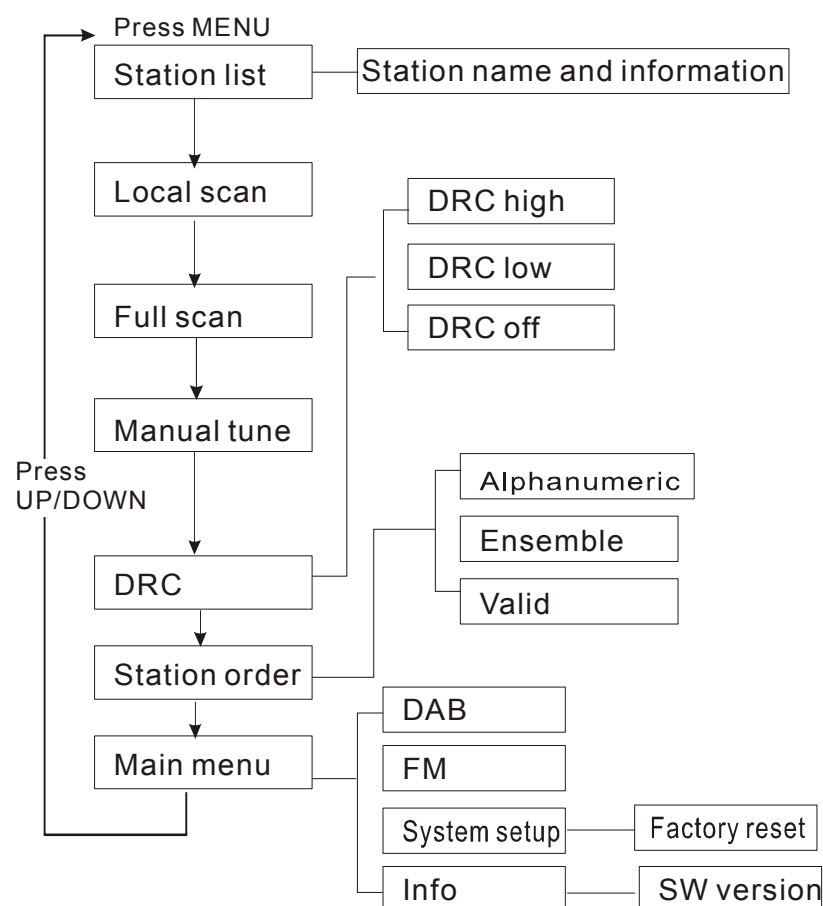 Press MENU
Station list
Station name and information
Local scan
DRC high
DRC low
DRC off
Full scan
Manual tune
Press
UP/DOWN
Alphanumeric
Ensemble
Valid
DRC
Station order
Main menu
DAB
FM
System setup
Factory reset
Info
SW version